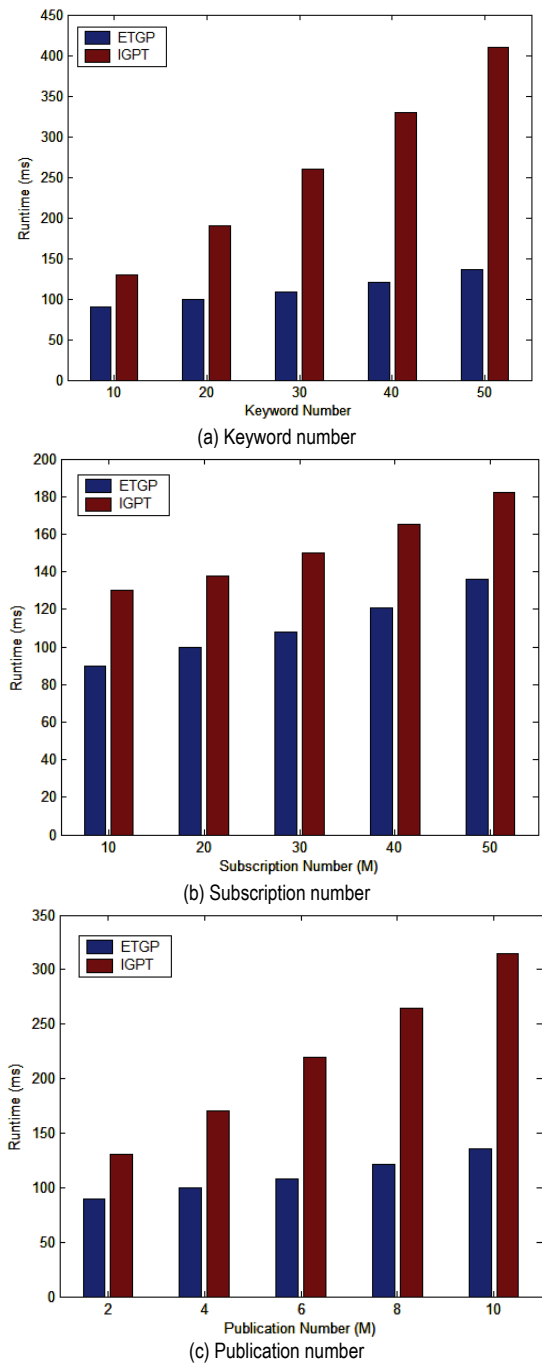 450
400
350
300
250
200
150
100
50
0
Runtime (ms)
ETGP
IGPT
10 20 30 40 50
Keyword Number
(a) Keyword number
200
180
160
140
120
100
80
60
40
20
0
Runtime (ms)
ETGP
IGPT
10 20 30 40 50
Subscription Number (M)
(b) Subscription number
350
300
250
200
150
100
50
0
Runtime (ms)
ETGP
IGPT
2 4 6 8 10
Publication Number (M)
(c) Publication number